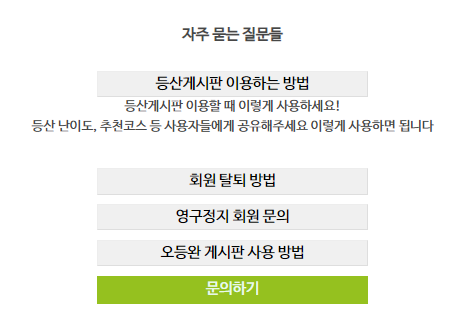 자주 묻는 질문들
등산게시판 이용하는 방법
등산게시판 이용할 때 이렇게 사용하세요!
등산 난이도, 추천코스 등 사용자들에게 공유해주세요 이렇게 사용하면 됩니다
회원 탈퇴 방법
영구정지 회원 문의
오등완 게시판 사용 방법
문의하기